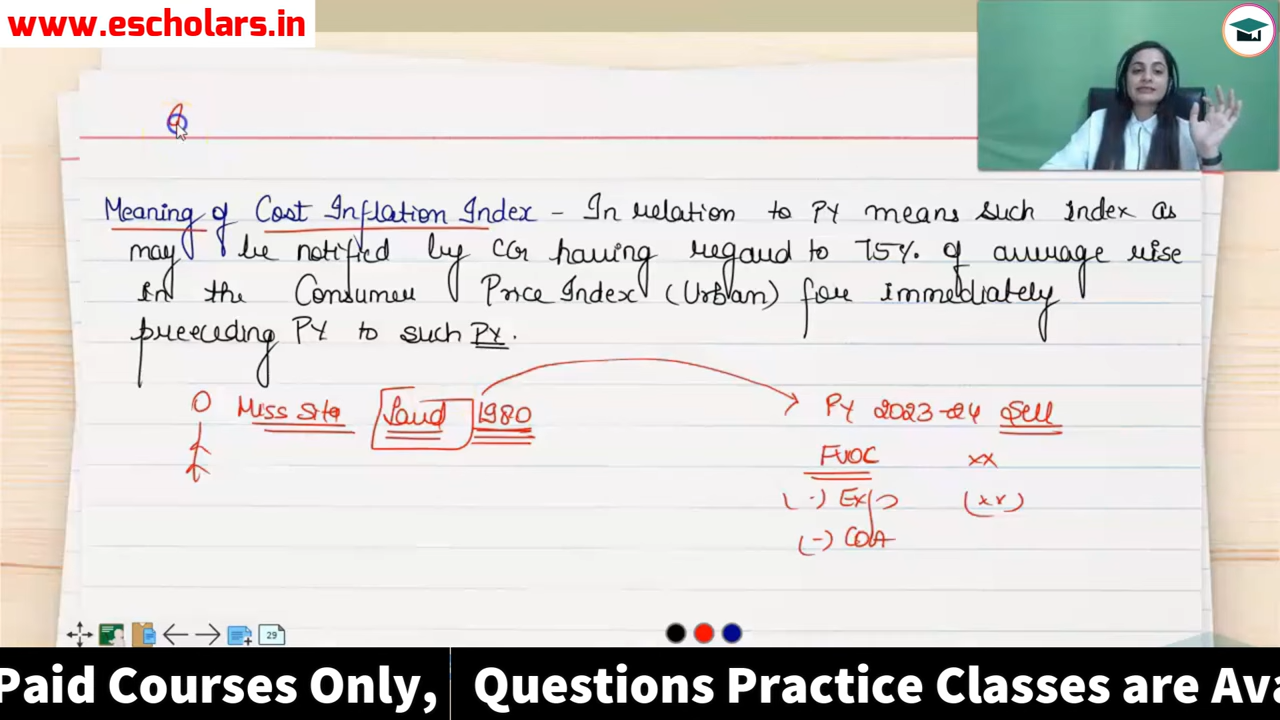 www.escholars.in
Meaning of Cost Inflation Index - In relation to PY means such index as
may be notified by CG having regard to 75% of average rise
in the Consumer Price Index (Urban) for immediately
preceeding PY to such PY.
Miss Sita Land 1980 PY 2023-24 Sell
FVOC xx
(-) Exp (xx)
(-) COA
29
Paid Courses Only, Questions Practice Classes are Ava